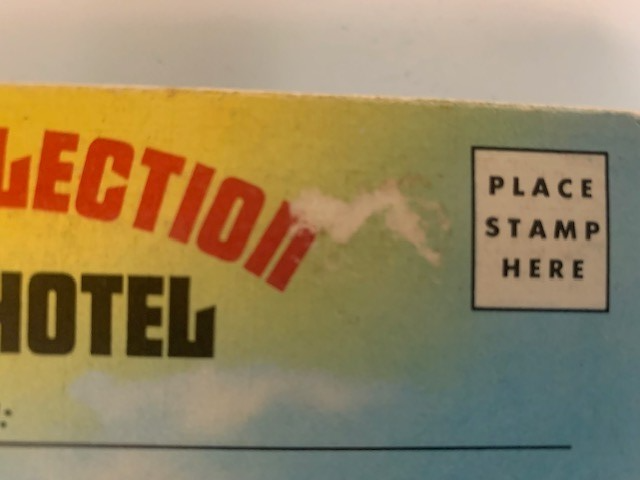 LECTION
HOTEL
:
PLACE
STAMP
HERE